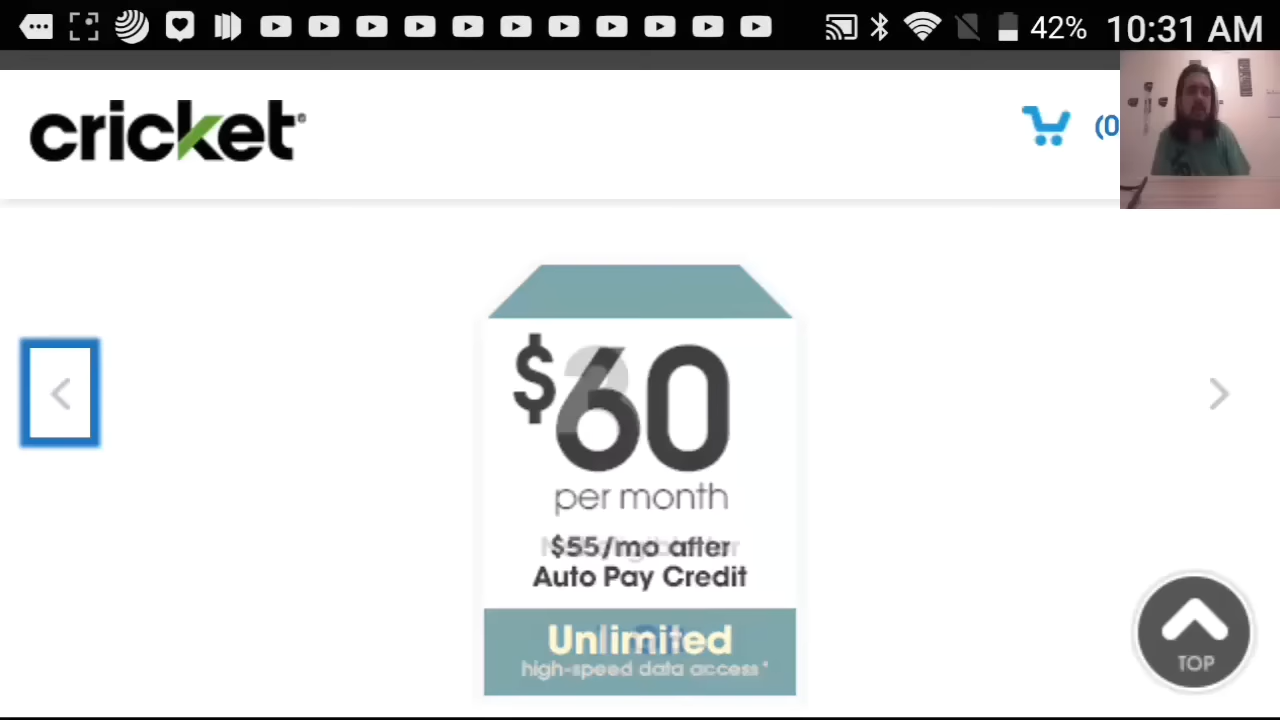 42% 10:31 AM
cricket
(0
$60
per month
$55/mo after
Auto Pay Credit
Unlimited
high-speed data access*
TOP